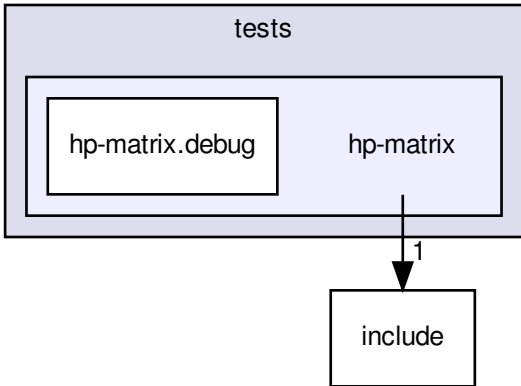 tests
hp-matrix.debug
hp-matrix
1
include